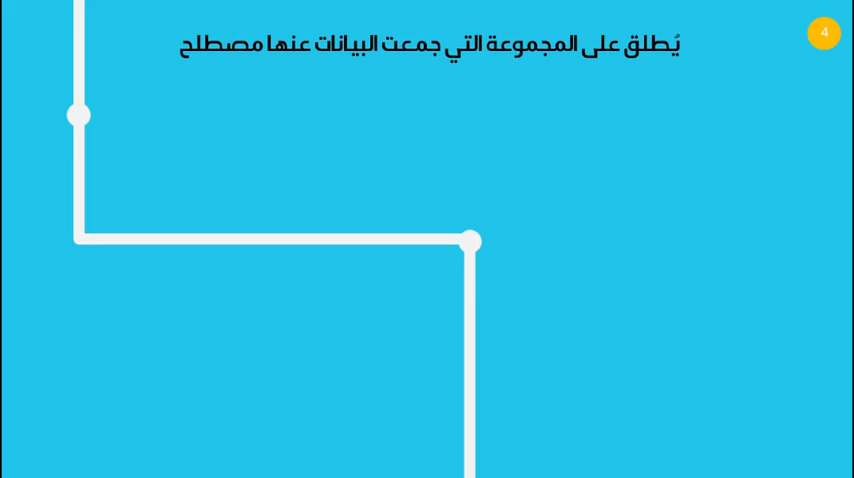 4
يُطلق على المجموعة التي جمعت البيانات عنها مصطلح